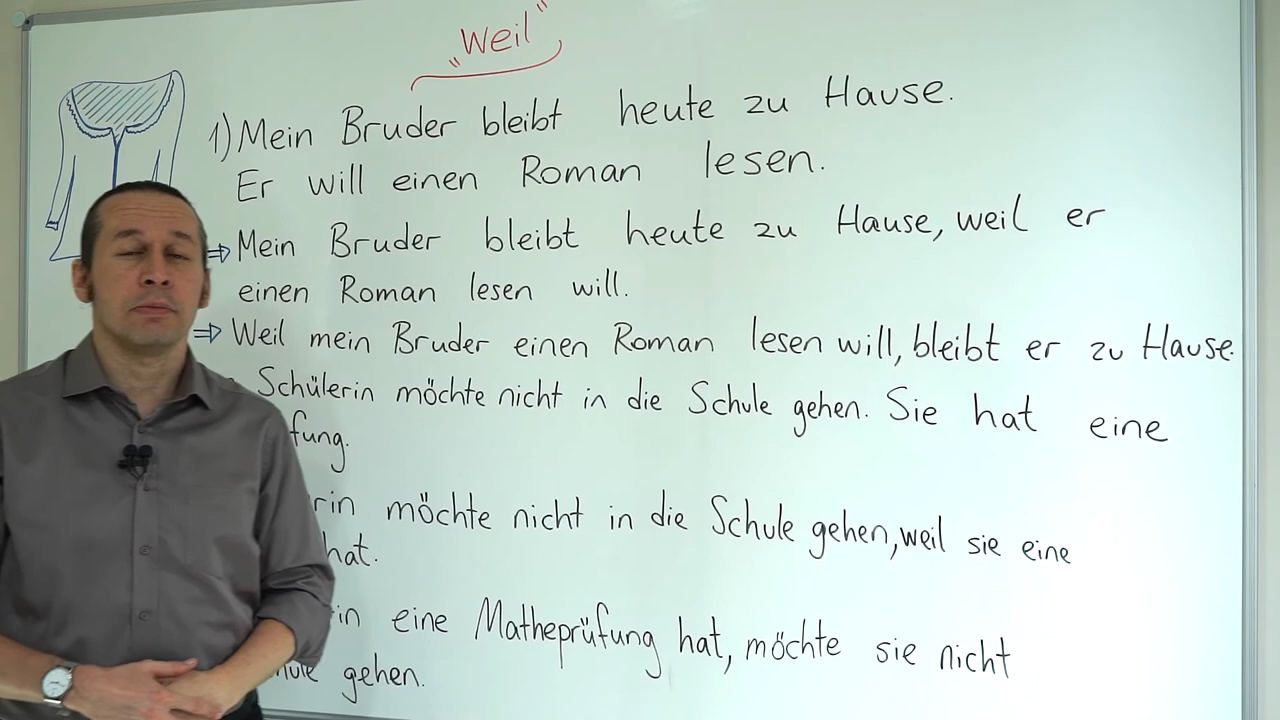 "Weil"
1) Mein Bruder bleibt heute zu Hause.
Er will einen Roman lesen.
⇒ Mein Bruder bleibt heute zu Hause, weil er
einen Roman lesen will.
⇒ Weil mein Bruder einen Roman lesen will, bleibt er zu Hause.
Schülerin möchte nicht in die Schule gehen. Sie hat eine
fung.
rin möchte nicht in die Schule gehen, weil sie eine
hat.
in eine Matheprüfung hat, möchte sie nicht
hule gehen.